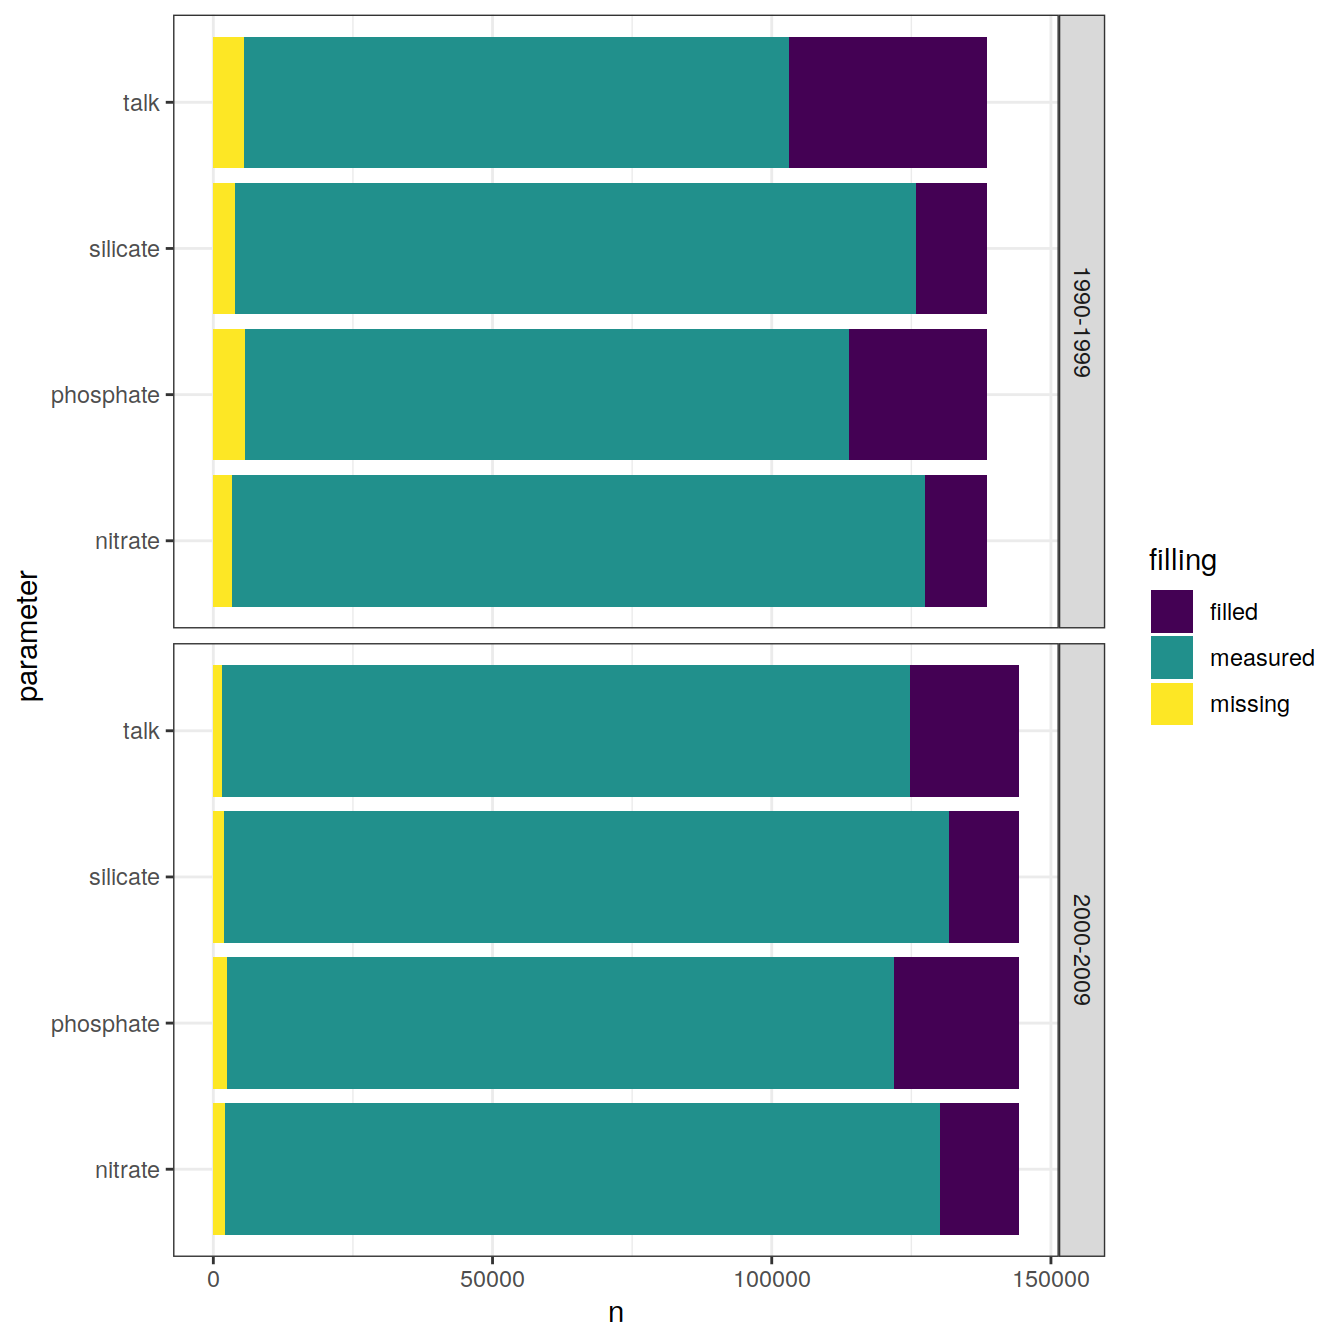 parameter
talk
silicate
phosphate
nitrate
1990-1999
talk
silicate
phosphate
nitrate
2000-2009
0 50000 100000 150000
n
filling
filled
measured
missing